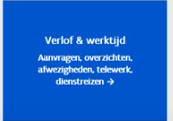 Verlof & werktijd
Aanvragen, overzichten,
afwezigheden, telewerk,
dienstreizen →